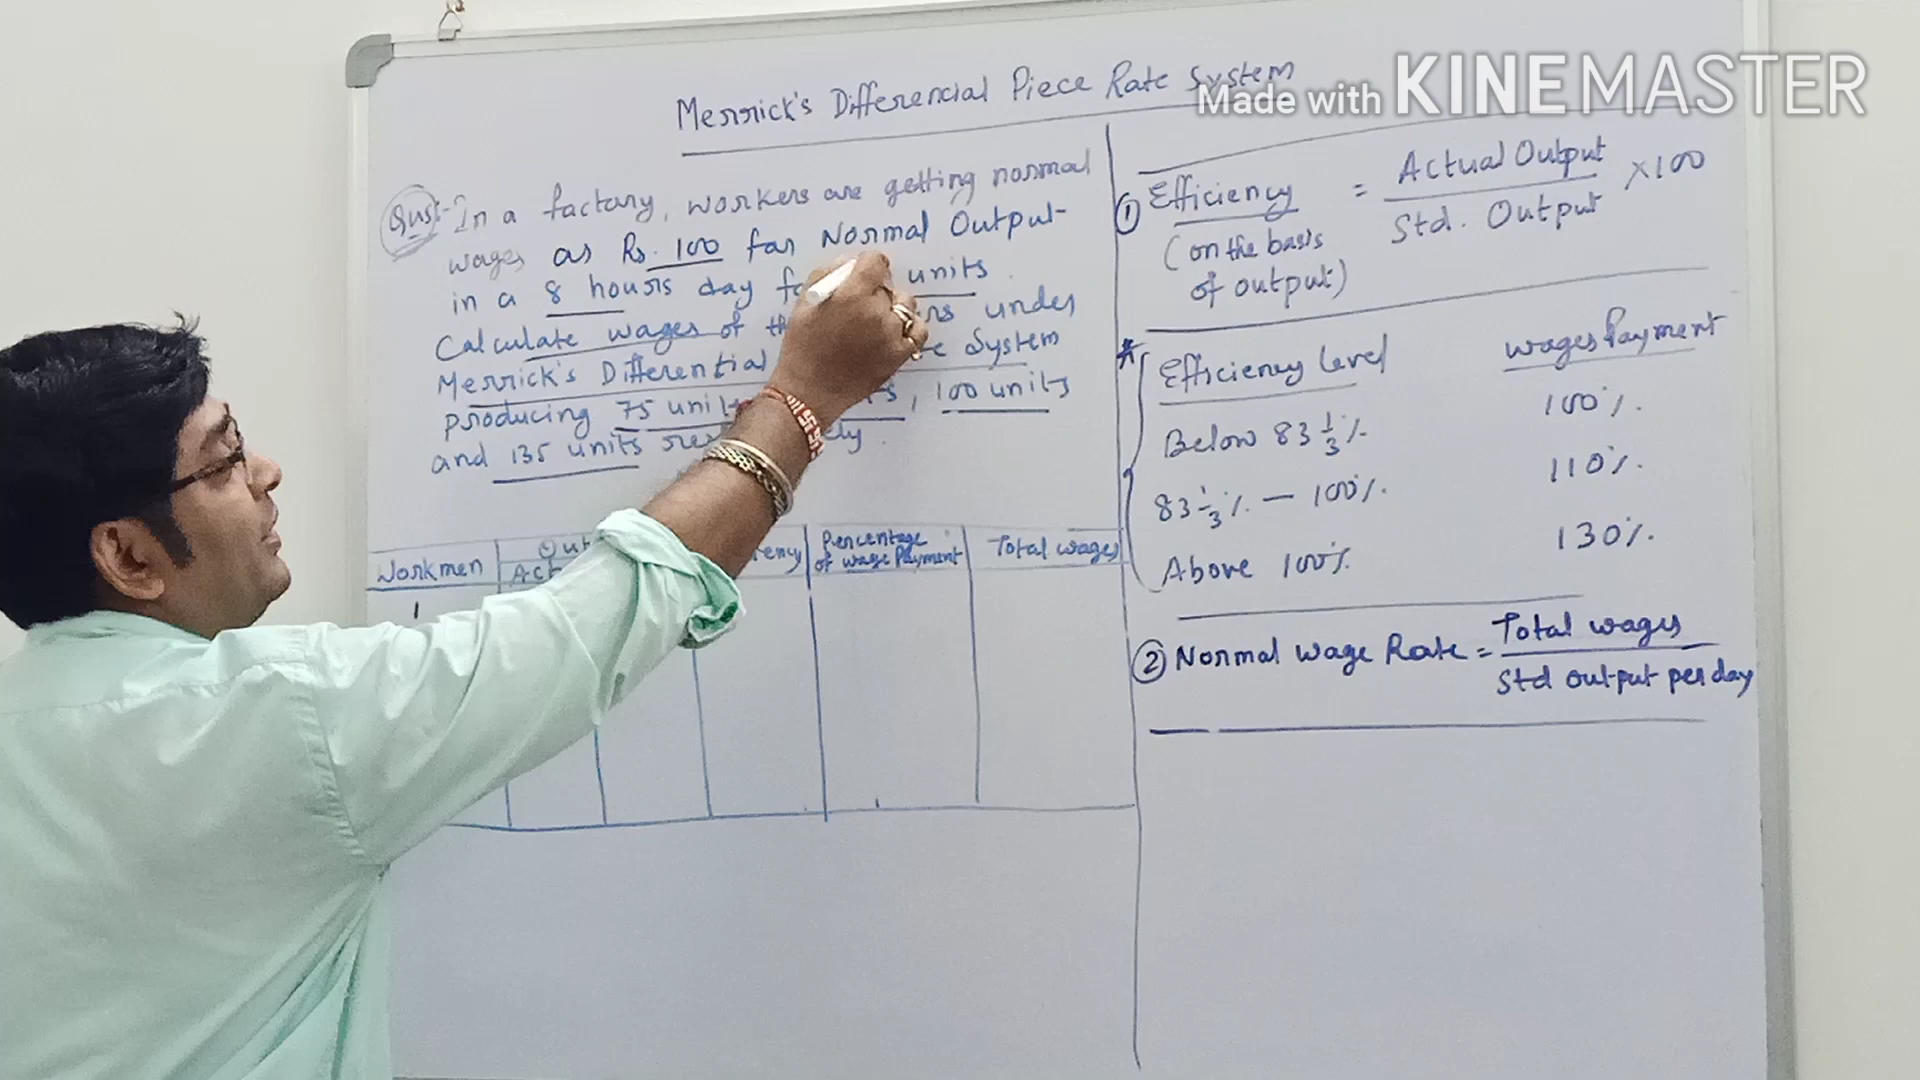 Made with KINEMASTER
Merrick's Differencial Piece Rate System
Qus:- In a factory, workers are getting normal
wages as Rs. 100 for Normal Output
in a 8 hours day units.
Calculate wages of under
Merrick's Differential System
producing 75 units, 100 units
and 135 units
Workmen
Percentage
of wage Payment
Total wages
1
① Efficiency = Actual Output / Std. Output × 100
(on the basis
of output)
* Efficiency Level Wages Payment
Below 83 1/3 % 100%.
83 1/3 % — 100%. 110%.
Above 100%. 130%.
② Normal Wage Rate = Total wages / Std output per day